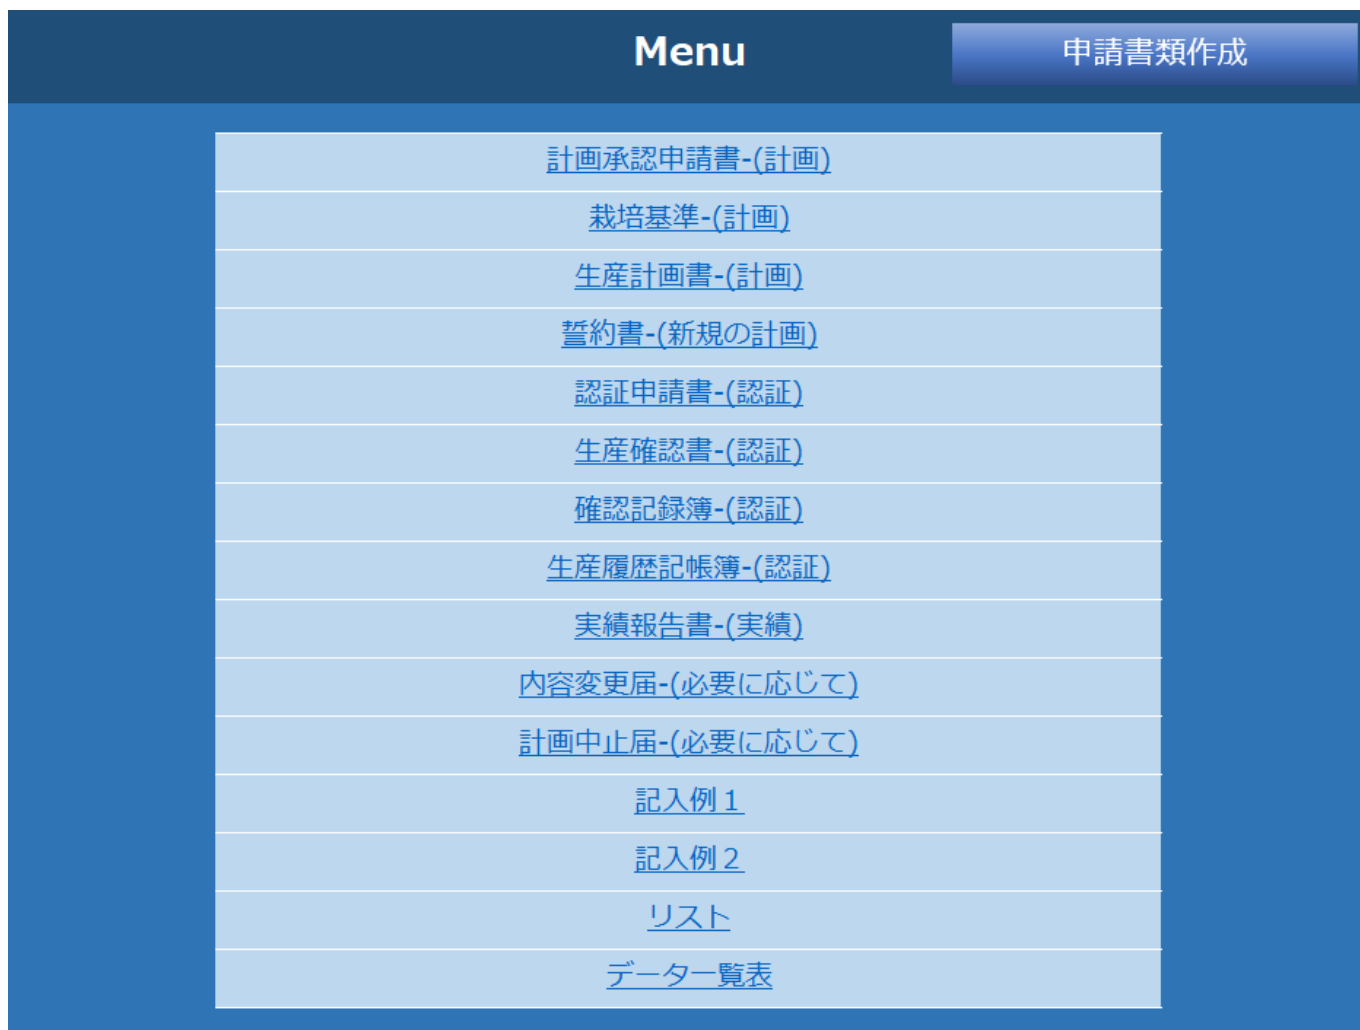 Menu
申請書類作成
計画承認申請書-(計画)
栽培基準-(計画)
生産計画書-(計画)
誓約書-(新規の計画)
認証申請書-(認証)
生産確認書-(認証)
確認記録簿-(認証)
生産履歴記帳簿-(認証)
実績報告書-(実績)
内容変更届-(必要に応じて)
計画中止届-(必要に応じて)
記入例１
記入例２
リスト
データ一覧表